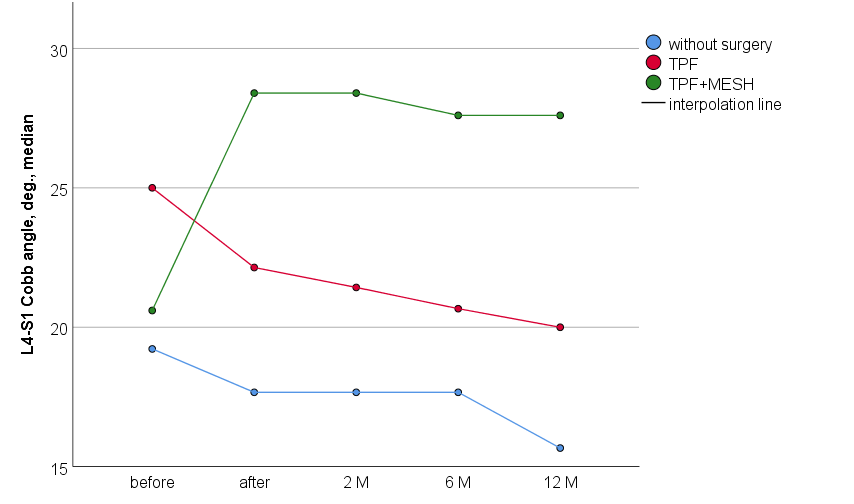 L4-S1 Cobb angle, deg., median
30
25
20
15
before after 2 M 6 M 12 M
without surgery
TPF
TPF+MESH
interpolation line